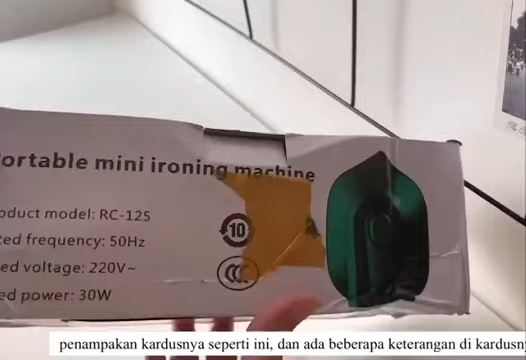 ortable mini ironing machine
oduct model: RC-125
ted frequency: 50Hz
ed voltage: 220V~
ed power: 30W
10
CCC
penampakan kardusnya seperti ini, dan ada beberapa keterangan di kardusn